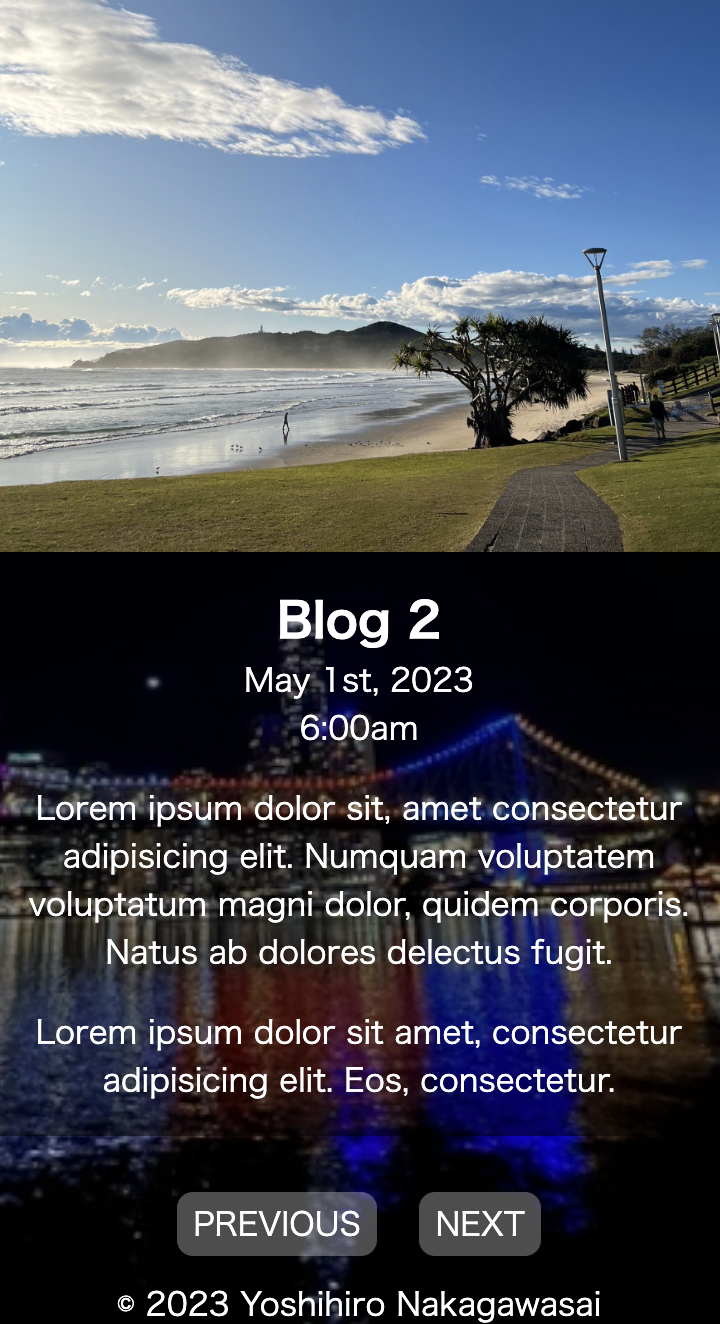 Blog 2
May 1st, 2023
6:00am
Lorem ipsum dolor sit, amet consectetur
adipisicing elit. Numquam voluptatem
voluptatum magni dolor, quidem corporis.
Natus ab dolores delectus fugit.
Lorem ipsum dolor sit amet, consectetur
adipisicing elit. Eos, consectetur.
PREVIOUS NEXT
© 2023 Yoshihiro Nakagawasai